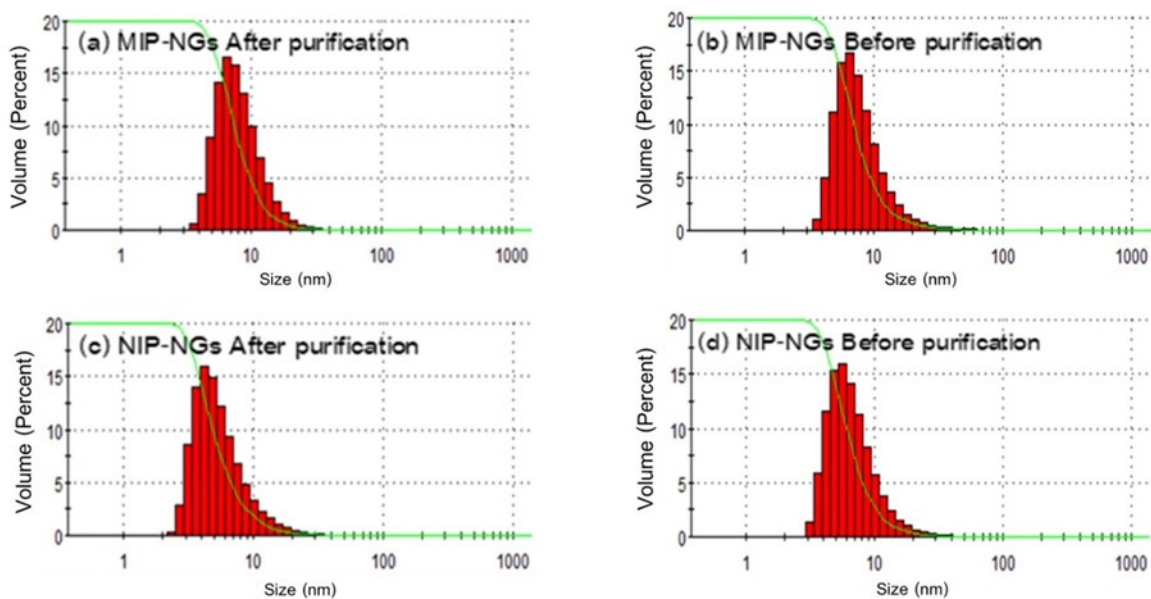 (a) MIP-NGs After purification
Volume (Percent)
20
15
10
5
0
1 10 100 1000
Size (nm)
(b) MIP-NGs Before purification
Volume (Percent)
20
15
10
5
0
1 10 100 1000
Size (nm)
(c) NIP-NGs After purification
Volume (Percent)
20
15
10
5
0
1 10 100 1000
Size (nm)
(d) NIP-NGs Before purification
Volume (Percent)
20
15
10
5
0
1 10 100 1000
Size (nm)